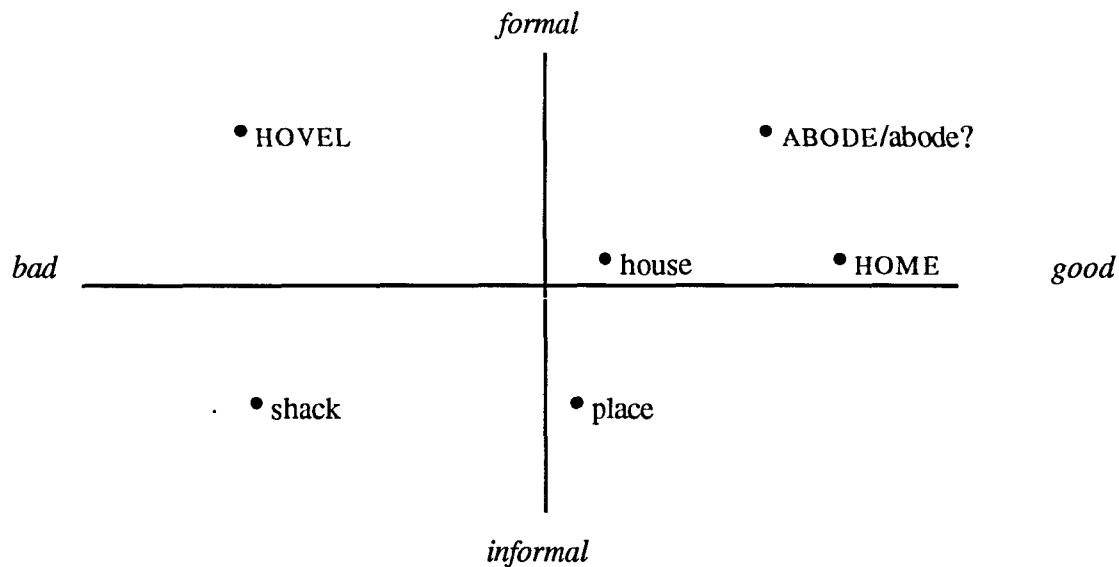 formal
HOVEL
ABODE/abode?
house
HOME
bad
good
shack
place
informal